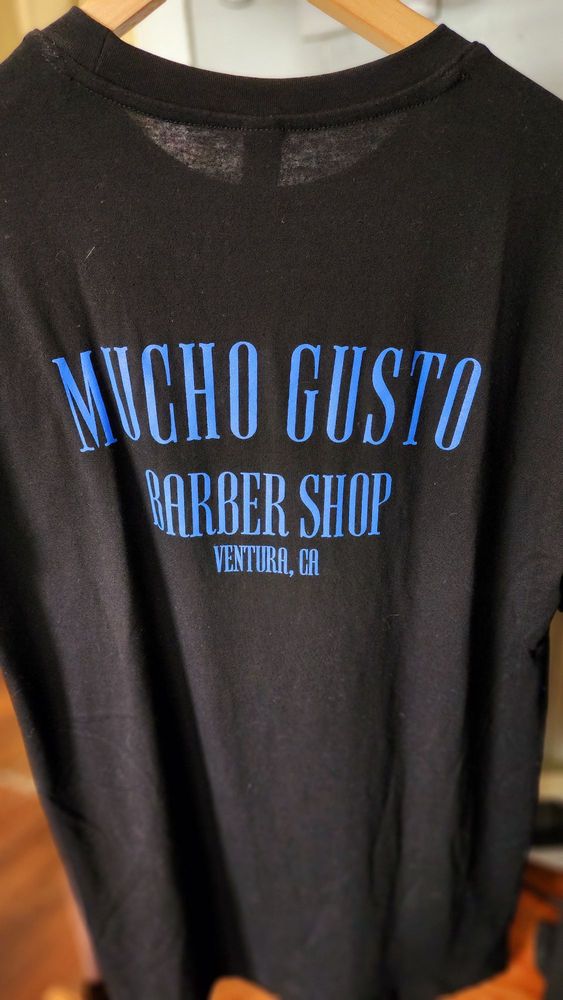 MUCHO GUSTO
BARBER SHOP
VENTURA, CA